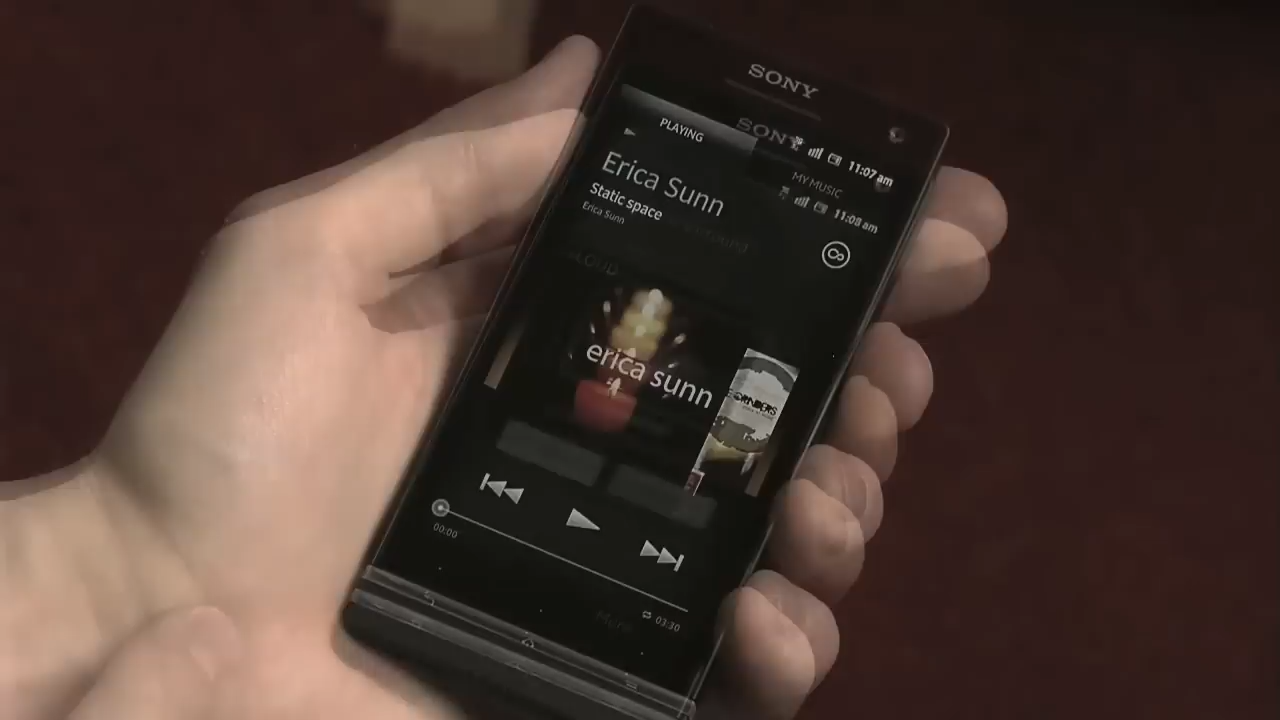 SONY
SONY
PLAYING
11:07 am
MY MUSIC
11:08 am
Erica Sunn
Static space
Erica Sunn
erica sunn
00:00
03:30